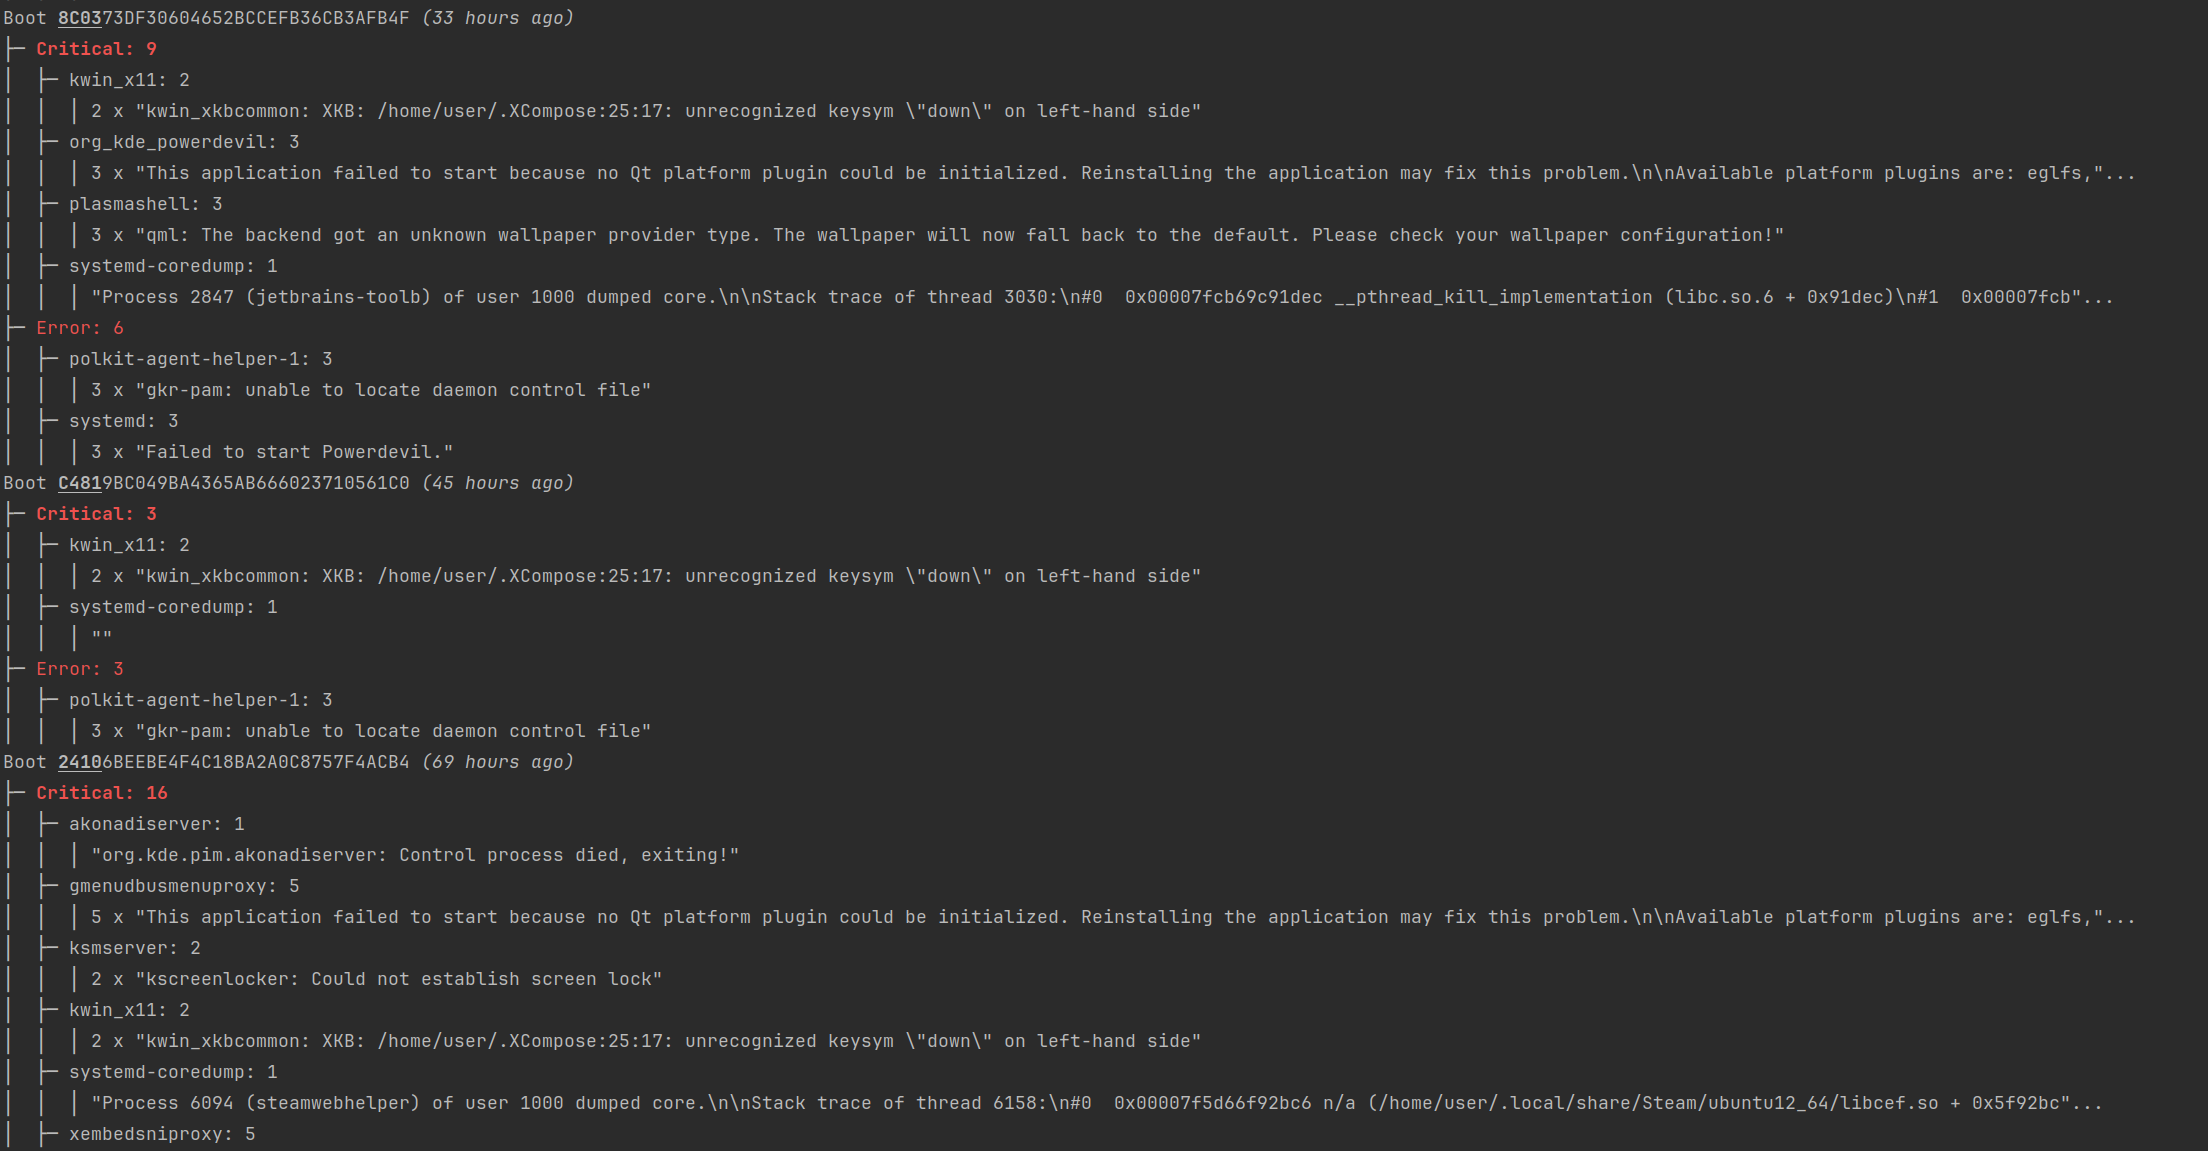 Boot 8C0373DF30604652BCCEFB36CB3AFB4F (33 hours ago)
├─ Critical: 9
│  ├─ kwin_x11: 2
│  │  │ 2 x "kwin_xkbcommon: XKB: /home/user/.XCompose:25:17: unrecognized keysym \"down\" on left-hand side"
│  ├─ org_kde_powerdevil: 3
│  │  │ 3 x "This application failed to start because no Qt platform plugin could be initialized. Reinstalling the application may fix this problem.\n\nAvailable platform plugins are: eglfs,"...
│  ├─ plasmashell: 3
│  │  │ 3 x "qml: The backend got an unknown wallpaper provider type. The wallpaper will now fall back to the default. Please check your wallpaper configuration!"
│  ├─ systemd-coredump: 1
│  │  │ "Process 2847 (jetbrains-toolb) of user 1000 dumped core.\n\nStack trace of thread 3030:\n#0  0x00007fcb69c91dec __pthread_kill_implementation (libc.so.6 + 0x91dec)\n#1  0x00007fcb"...
├─ Error: 6
│  ├─ polkit-agent-helper-1: 3
│  │  │ 3 x "gkr-pam: unable to locate daemon control file"
│  ├─ systemd: 3
│  │  │ 3 x "Failed to start Powerdevil."
Boot C4819BC049BA4365AB666023710561C0 (45 hours ago)
├─ Critical: 3
│  ├─ kwin_x11: 2
│  │  │ 2 x "kwin_xkbcommon: XKB: /home/user/.XCompose:25:17: unrecognized keysym \"down\" on left-hand side"
│  ├─ systemd-coredump: 1
│  │  │ ""
├─ Error: 3
│  ├─ polkit-agent-helper-1: 3
│  │  │ 3 x "gkr-pam: unable to locate daemon control file"
Boot 24106BEEBE4F4C18BA2A0C8757F4ACB4 (69 hours ago)
├─ Critical: 16
│  ├─ akonadiserver: 1
│  │  │ "org.kde.pim.akonadiserver: Control process died, exiting!"
│  ├─ gmenudbusmenuproxy: 5
│  │  │ 5 x "This application failed to start because no Qt platform plugin could be initialized. Reinstalling the application may fix this problem.\n\nAvailable platform plugins are: eglfs,"...
│  ├─ ksmserver: 2
│  │  │ 2 x "kscreenlocker: Could not establish screen lock"
│  ├─ kwin_x11: 2
│  │  │ 2 x "kwin_xkbcommon: XKB: /home/user/.XCompose:25:17: unrecognized keysym \"down\" on left-hand side"
│  ├─ systemd-coredump: 1
│  │  │ "Process 6094 (steamwebhelper) of user 1000 dumped core.\n\nStack trace of thread 6158:\n#0  0x00007f5d66f92bc6 n/a (/home/user/.local/share/Steam/ubuntu12_64/libcef.so + 0x5f92bc"...
│  ├─ xembedsniproxy: 5